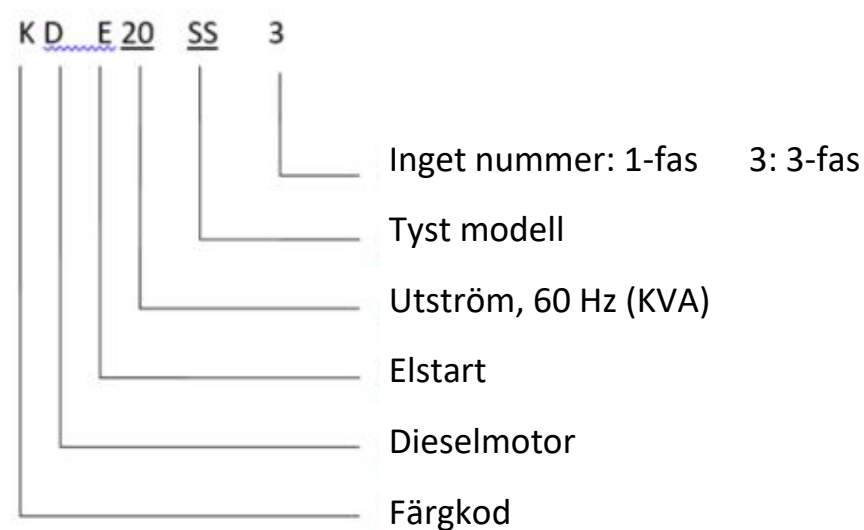 K D E 20 SS 3
Inget nummer: 1-fas 3: 3-fas
Tyst modell
Utström, 60 Hz (KVA)
Elstart
Dieselmotor
Färgkod